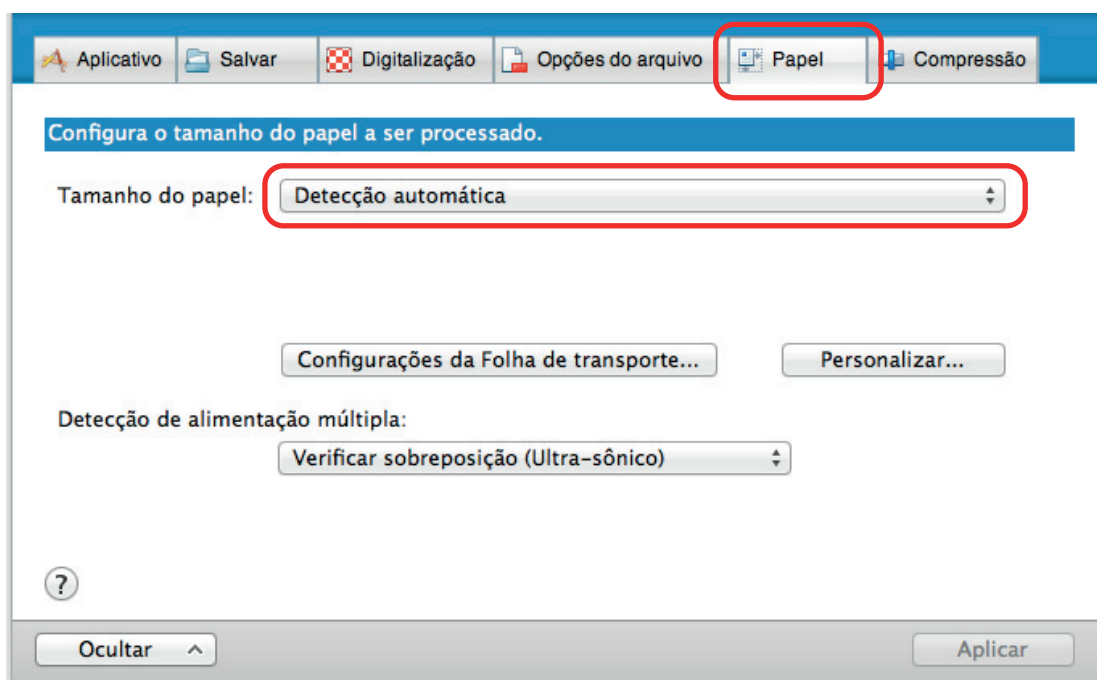 Aplicativo Salvar Digitalização Opções do arquivo Papel Compressão
Configura o tamanho do papel a ser processado.
Tamanho do papel: Detecção automática
Configurações da Folha de transporte... Personalizar...
Detecção de alimentação múltipla:
Verificar sobreposição (Ultra-sônico)
?
Ocultar Aplicar